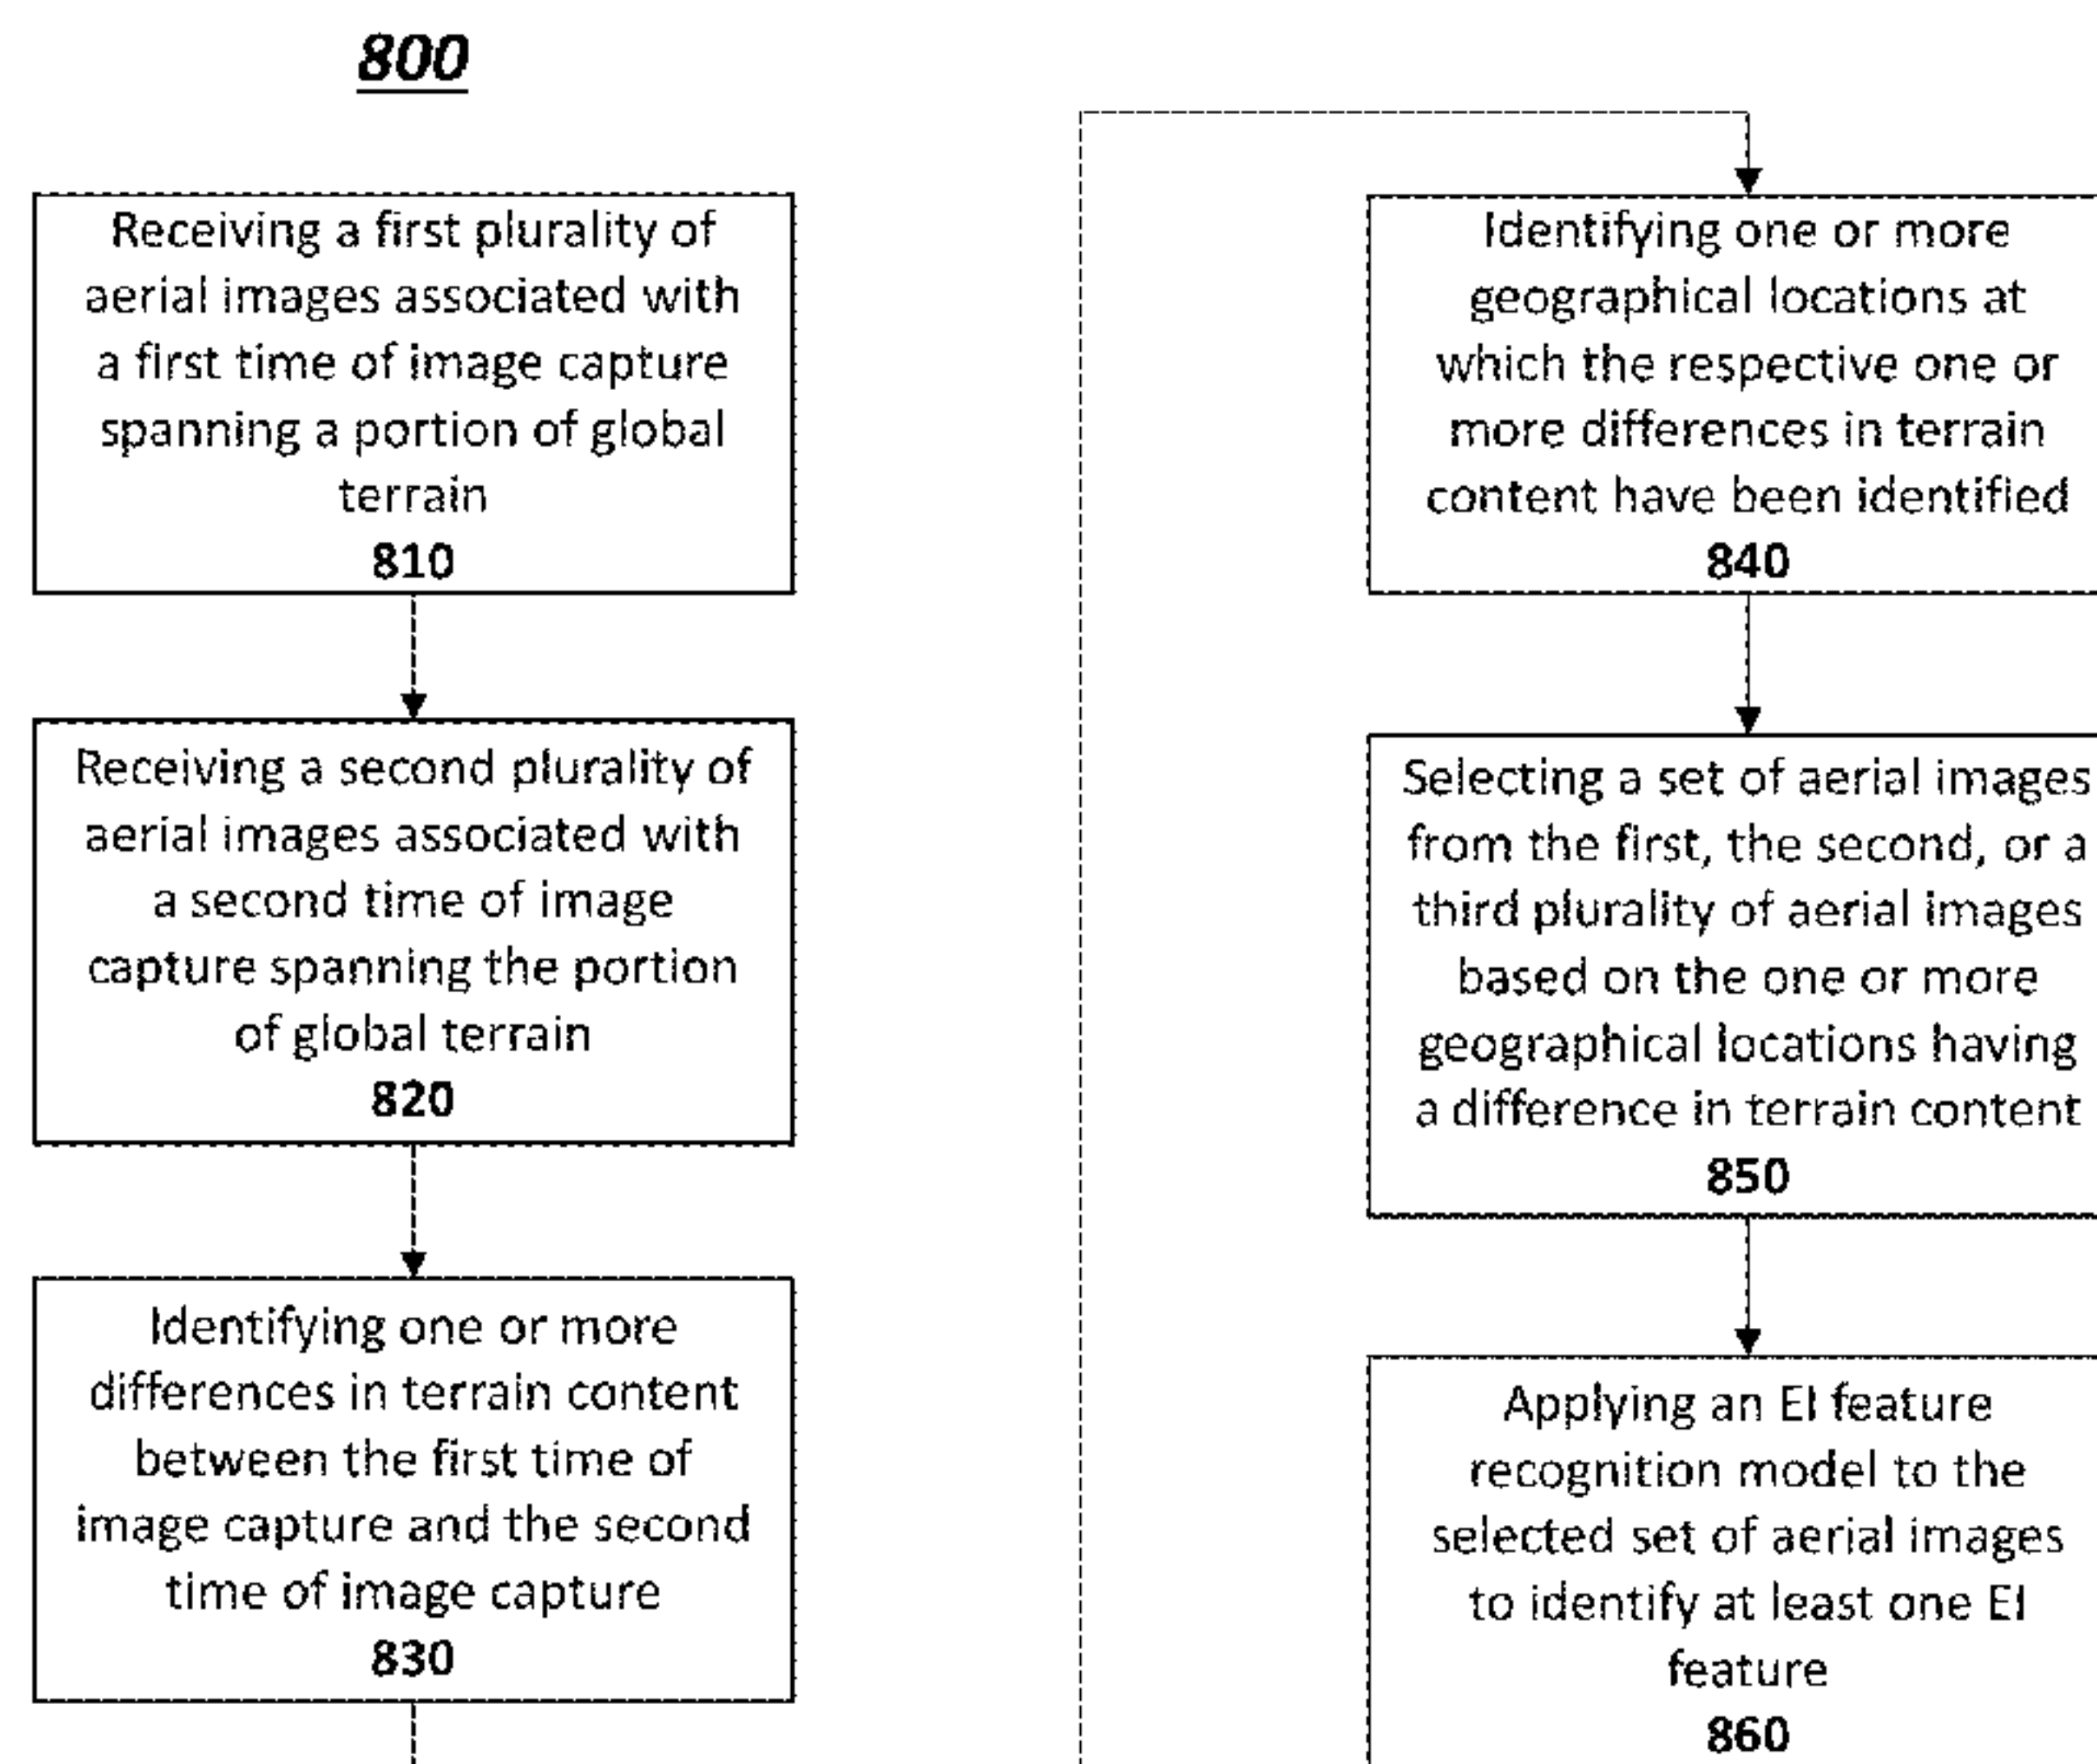 800
Receiving a first plurality of
aerial images associated with
a first time of image capture
spanning a portion of global
terrain
810
Receiving a second plurality of
aerial images associated with
a second time of image
capture spanning the portion
of global terrain
820
Identifying one or more
differences in terrain content
between the first time of
image capture and the second
time of image capture
830
Identifying one or more
geographical locations at
which the respective one or
more differences in terrain
content have been identified
840
Selecting a set of aerial images
from the first, the second, or a
third plurality of aerial images
based on the one or more
geographical locations having
a difference in terrain content
850
Applying an EI feature
recognition model to the
selected set of aerial images
to identify at least one EI
feature
860